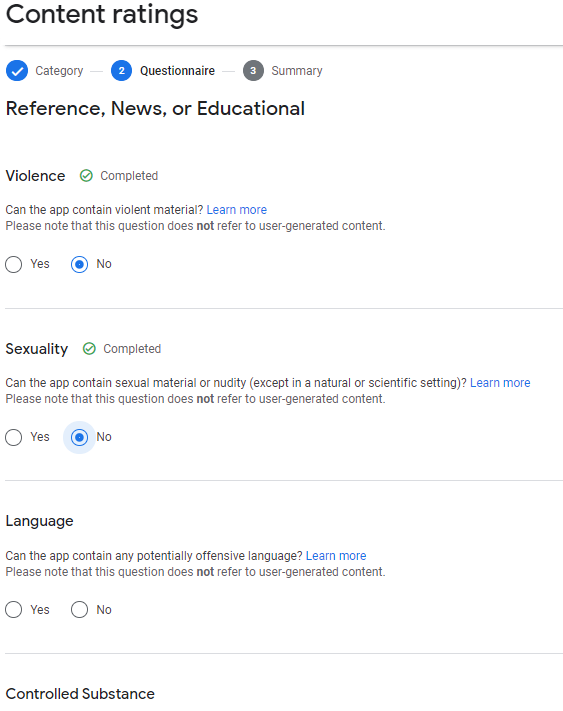 Content ratings
Category
2 Questionnaire
3 Summary
Reference, News, or Educational
Violence Completed
Can the app contain violent material? Learn more
Please note that this question does not refer to user-generated content.
Yes No
Sexuality Completed
Can the app contain sexual material or nudity (except in a natural or scientific setting)? Learn more
Please note that this question does not refer to user-generated content.
Yes No
Language
Can the app contain any potentially offensive language? Learn more
Please note that this question does not refer to user-generated content.
Yes No
Controlled Substance